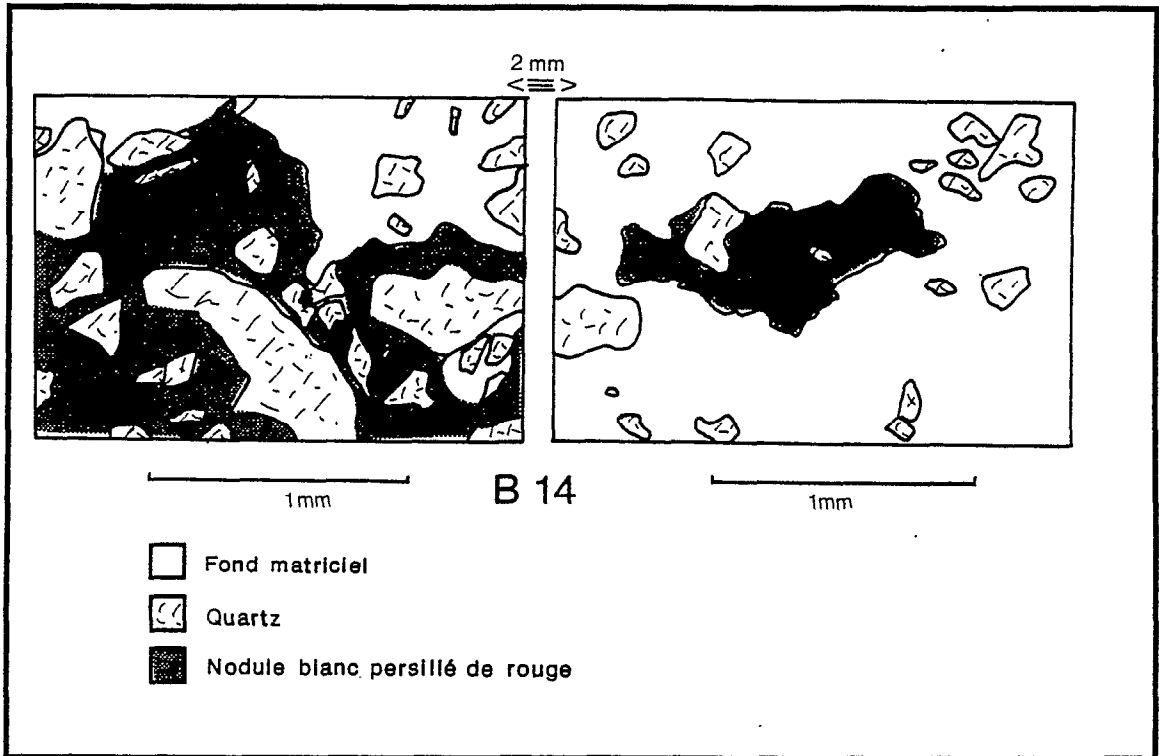 2 mm
1mm
B 14
1mm
Fond matriciel
Quartz
Nodule blanc persillé de rouge